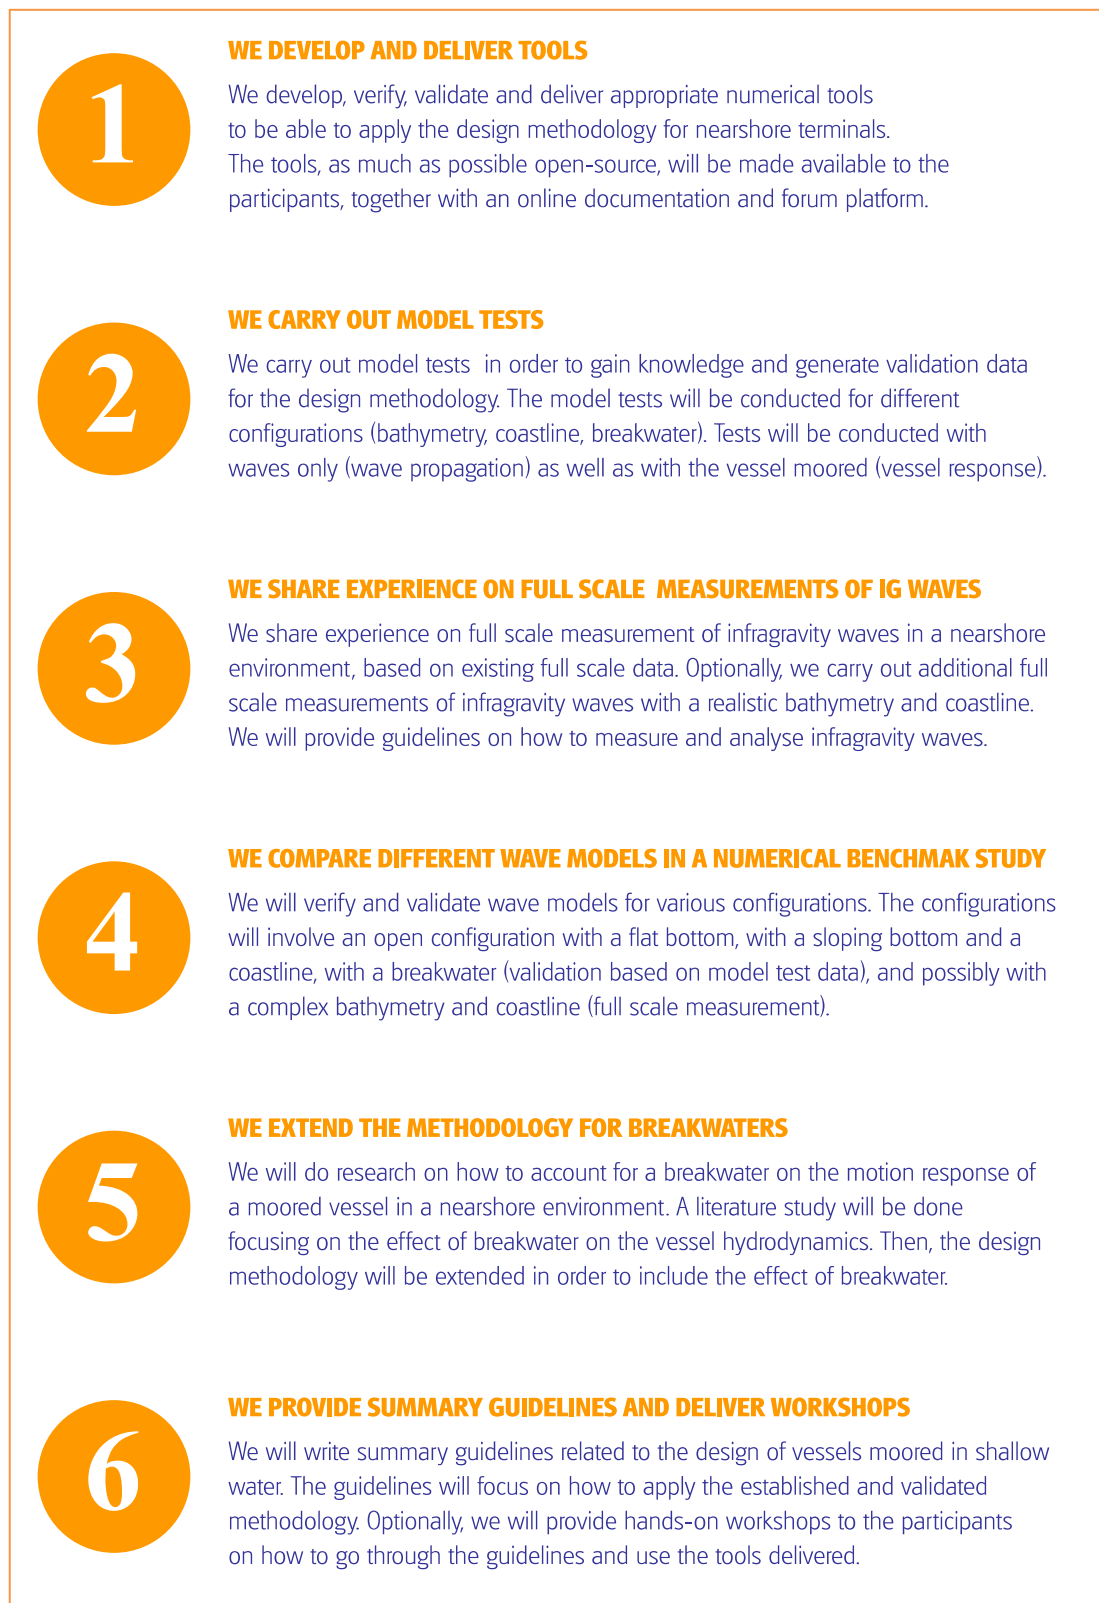 1
WE DEVELOP AND DELIVER TOOLS
We develop, verify, validate and deliver appropriate numerical tools
to be able to apply the design methodology for nearshore terminals.
The tools, as much as possible open-source, will be made available to the
participants, together with an online documentation and forum platform.
2
WE CARRY OUT MODEL TESTS
We carry out model tests  in order to gain knowledge and generate validation data
for the design methodology. The model tests will be conducted for different
configurations (bathymetry, coastline, breakwater). Tests will be conducted with
waves only (wave propagation) as well as with the vessel moored (vessel response).
3
WE SHARE EXPERIENCE ON FULL SCALE  MEASUREMENTS OF IG WAVES
We share experience on full scale measurement of infragravity waves in a nearshore
environment, based on existing full scale data. Optionally, we carry out additional full
scale measurements of infragravity waves with a realistic bathymetry and coastline.
We will provide guidelines on how to measure and analyse infragravity waves.
4
WE COMPARE DIFFERENT WAVE MODELS IN A NUMERICAL BENCHMAK STUDY
We will verify and validate wave models for various configurations. The configurations
will involve an open configuration with a flat bottom, with a sloping bottom and a
coastline, with a breakwater (validation based on model test data), and possibly with
a complex bathymetry and coastline (full scale measurement).
5
WE EXTEND THE METHODOLOGY FOR BREAKWATERS
We will do research on how to account for a breakwater on the motion response of
a moored vessel in a nearshore environment. A literature study will be done
focusing on the effect of breakwater on the vessel hydrodynamics. Then, the design
methodology will be extended in order to include the effect of breakwater.
6
WE PROVIDE SUMMARY GUIDELINES AND DELIVER WORKSHOPS
We will write summary guidelines related to the design of vessels moored in shallow
water. The guidelines will focus on how to apply the established and validated
methodology. Optionally, we will provide hands-on workshops to the participants
on how to go through the guidelines and use the tools delivered.